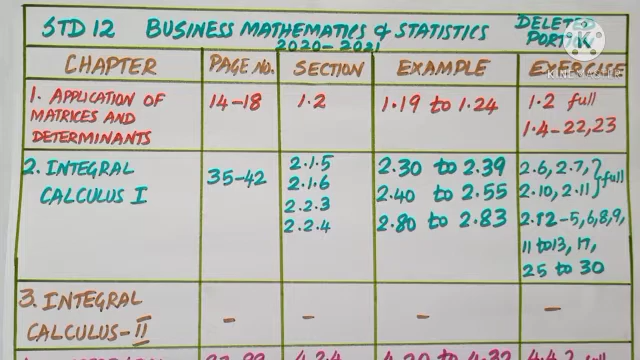 STD 12 BUSINESS MATHEMATICS & STATISTICS DELETED
2020-2021
CHAPTER PAGE NO. SECTION EXAMPLE EXERCISE
1. APPLICATION OF MATRICES AND DETERMINANTS 14-18 1.2 1.19 to 1.24 1.2 full
1.4-22,23
2. INTEGRAL CALCULUS I 35-42 2.1.5 2.30 to 2.39 2.6, 2.7, } full
2.1.6 2.40 to 2.55 2.10, 2.11
2.2.3 2.80 to 2.83 2.12-5,6,8,9,
2.2.4 11 to 13, 17,
25 to 30
3. INTEGRAL CALCULUS-II - - - -
4.2.4